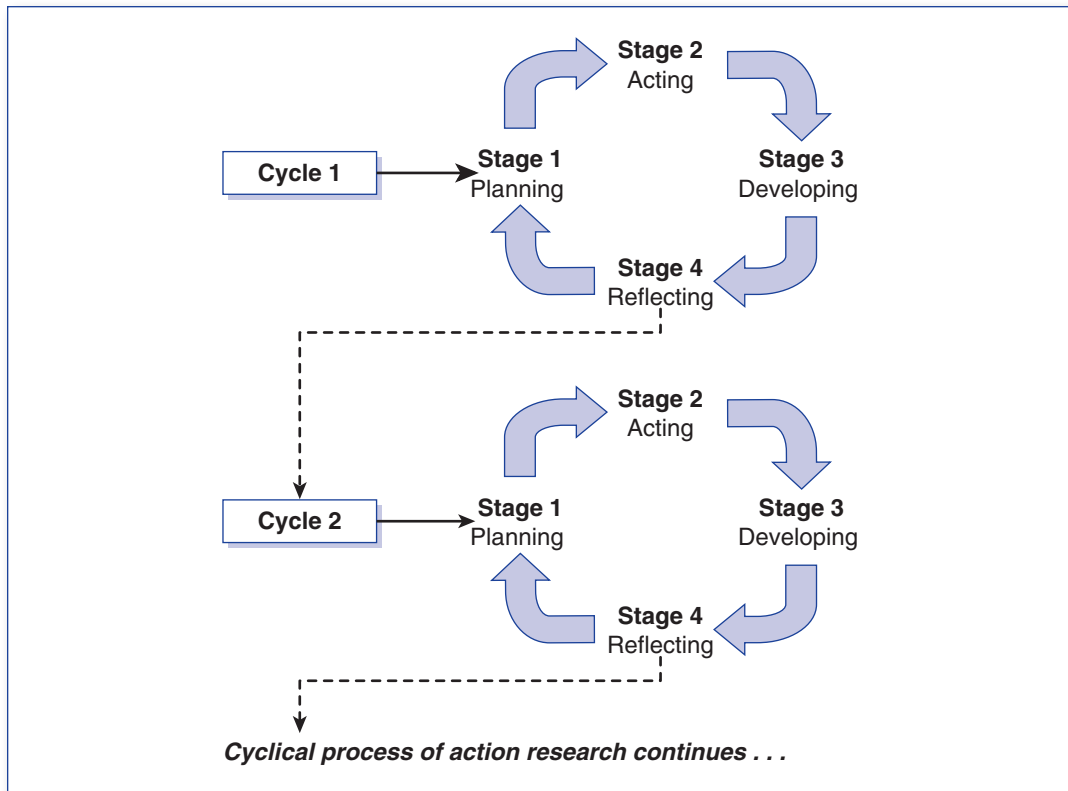 Stage 2
Acting
Cycle 1
Stage 1
Planning
Stage 3
Developing
Stage 4
Reflecting
Stage 2
Acting
Cycle 2
Stage 1
Planning
Stage 3
Developing
Stage 4
Reflecting
Cyclical process of action research continues . . .